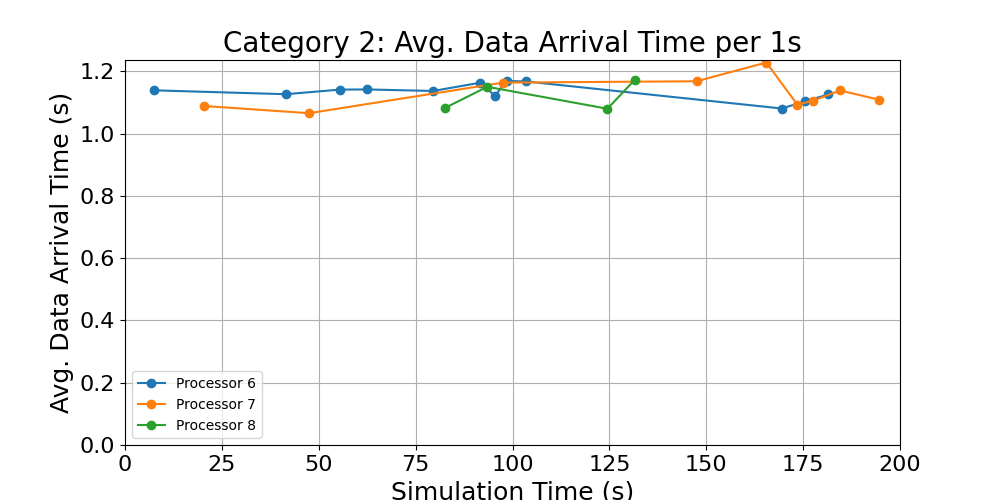 Category 2: Avg. Data Arrival Time per 1s
Avg. Data Arrival Time (s)
1.2
1.0
0.8
0.6
0.4
0.2
0.0
Processor 6
Processor 7
Processor 8
0 25 50 75 100 125 150 175 200
Simulation Time (s)